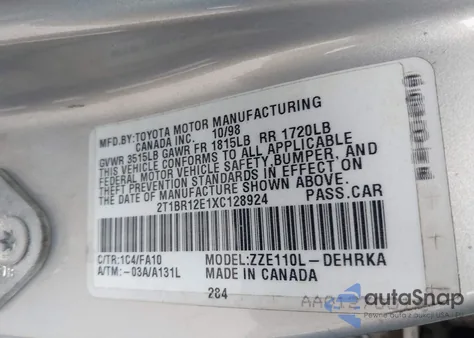 MFD.BY:TOYOTA MOTOR MANUFACTURING
CANADA INC. 10/98
GVWR 3515LB GAWR FR 1815LB RR 1720LB
THIS VEHICLE CONFORMS TO ALL APPLICABLE
FEDERAL MOTOR VEHICLE SAFETY,BUMPER, AND
THEFT PREVENTION STANDARDS IN EFFECT ON
THE DATE OF MANUFACTURE SHOWN ABOVE.
2T1BR12E1XC128924 PASS.CAR
C/TR:1C4/FA10 MODEL:ZZE110L-DEHRKA
A/TM:-03A/A131L MADE IN CANADA
284
autoSnap